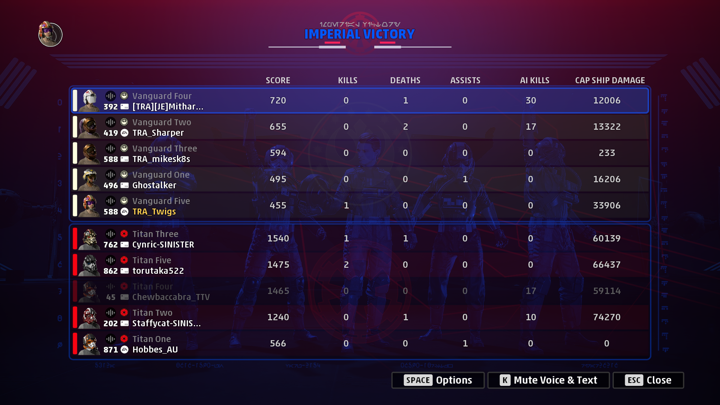 IMPERIAL VICTORY
SCORE KILLS DEATHS ASSISTS AI KILLS CAP SHIP DAMAGE
Vanguard Four
392 [TRA][JE]Mithar... 720 0 1 0 30 12006
Vanguard Two
419 TRA_Sharper 655 0 2 0 17 13322
Vanguard Three
588 TRA_mikesk8s 594 0 0 0 0 233
Vanguard One
496 Ghostalker 495 0 0 1 0 16206
Vanguard Five
588 TRA_Twigs 455 1 0 0 0 33906
Titan Three
762 Cynric-SINISTER 1540 1 1 0 0 60139
Titan Five
862 torutaka522 1475 2 0 0 0 66437
Titan Four
45 Chewbaccabra_TTV 1465 0 0 0 17 59114
Titan Two
202 Staffycat-SINIS... 1240 0 1 0 10 74270
Titan One
871 Hobbes_AU 566 0 0 1 0 0
SPACE Options K Mute Voice & Text ESC Close